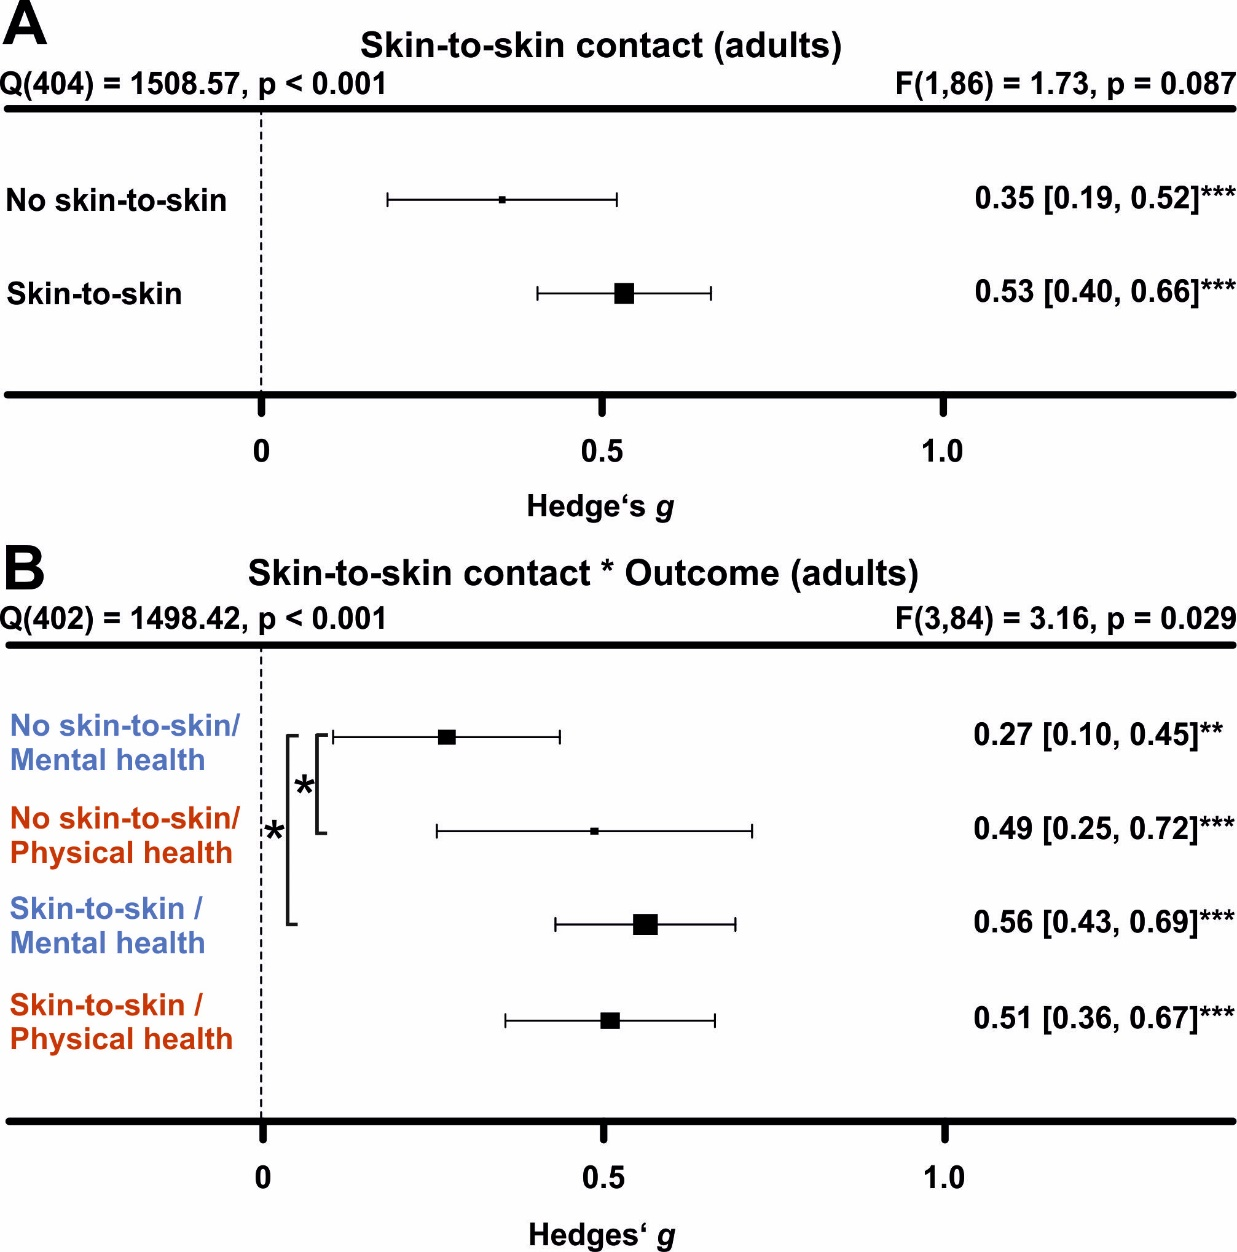 A
Skin-to-skin contact (adults)
Q(404) = 1508.57, p < 0.001 F(1,86) = 1.73, p = 0.087
No skin-to-skin 0.35 [0.19, 0.52]***
Skin-to-skin 0.53 [0.40, 0.66]***
0 0.5 1.0
Hedge‘s g
B
Skin-to-skin contact * Outcome (adults)
Q(402) = 1498.42, p < 0.001 F(3,84) = 3.16, p = 0.029
No skin-to-skin/
Mental health
0.27 [0.10, 0.45]**
*
No skin-to-skin/
Physical health
*
0.49 [0.25, 0.72]***
Skin-to-skin /
Mental health
0.56 [0.43, 0.69]***
Skin-to-skin /
Physical health
0.51 [0.36, 0.67]***
0 0.5 1.0
Hedges‘ g